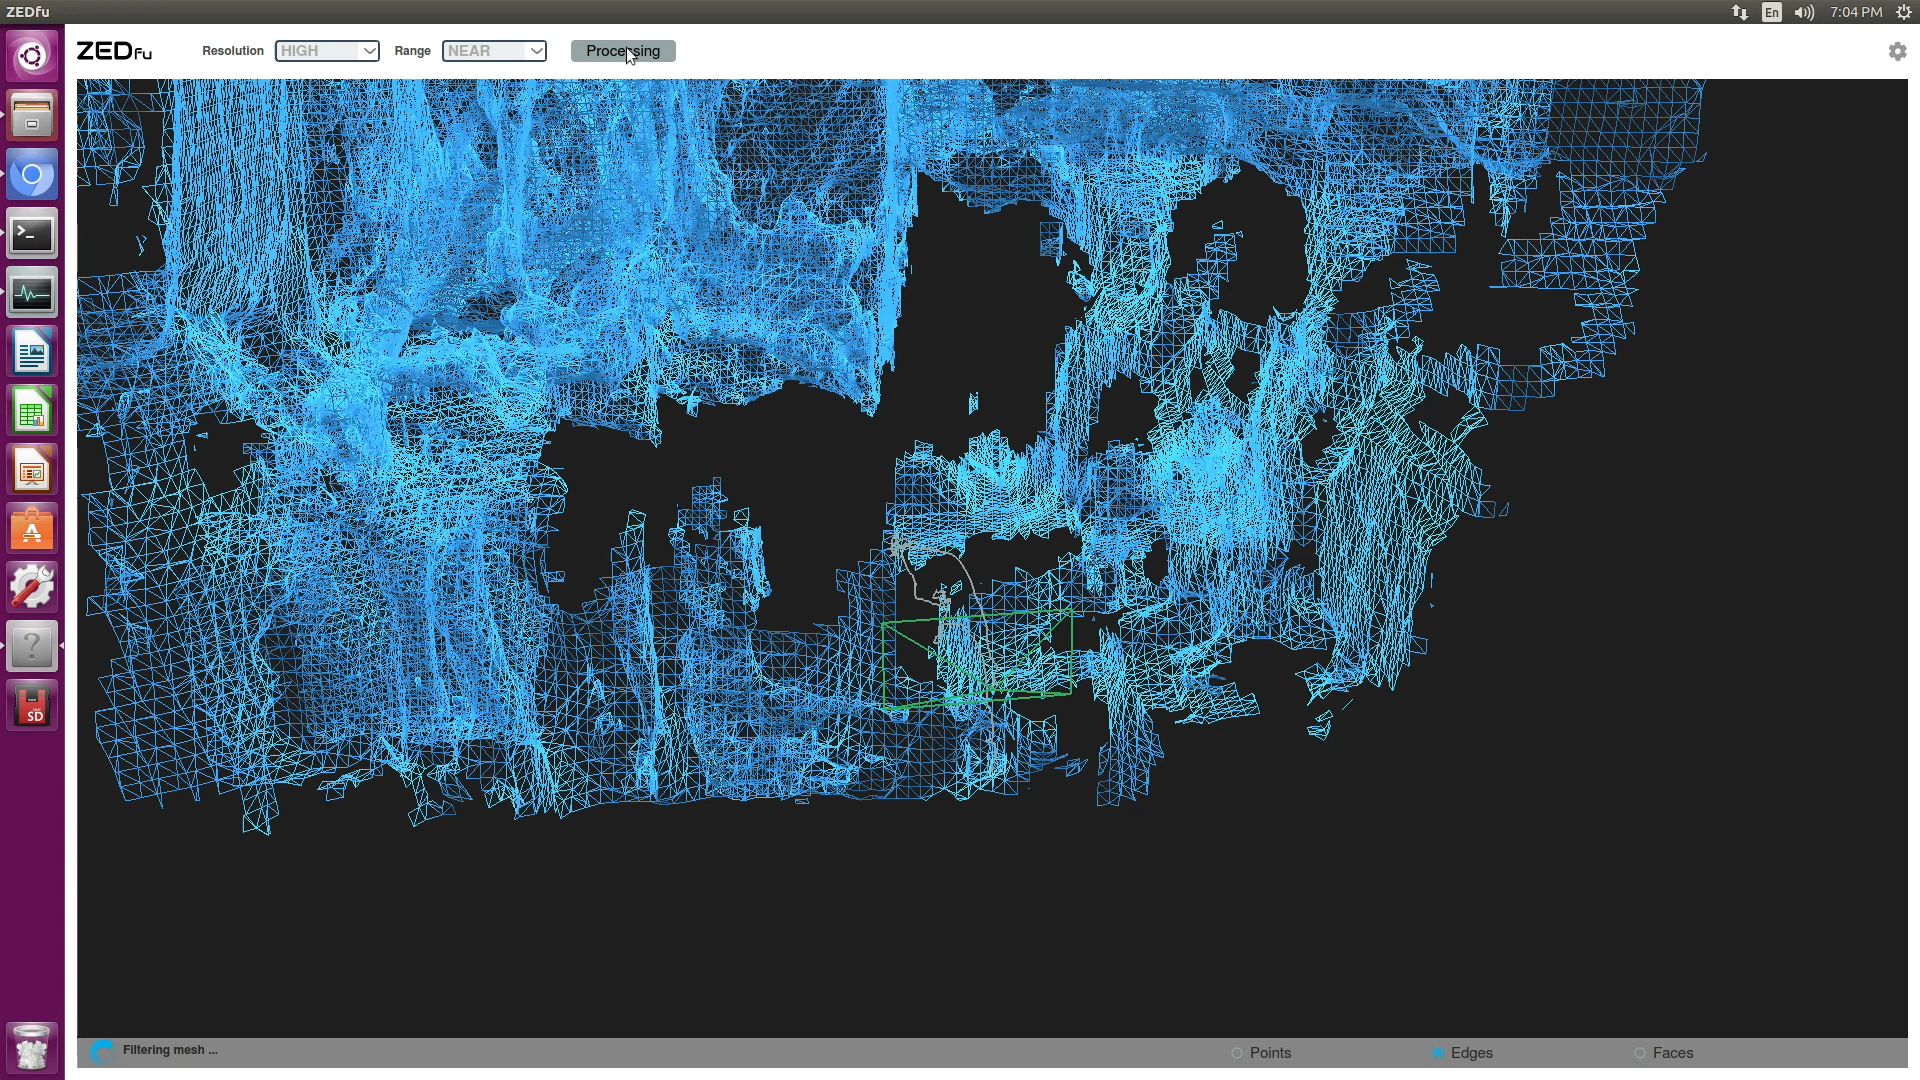 ZEDfu
En
7:04 PM
ZEDfu
Resolution
HIGH
Range
NEAR
Processing
>_
A
?
SD
Filtering mesh ...
Points
Edges
Faces